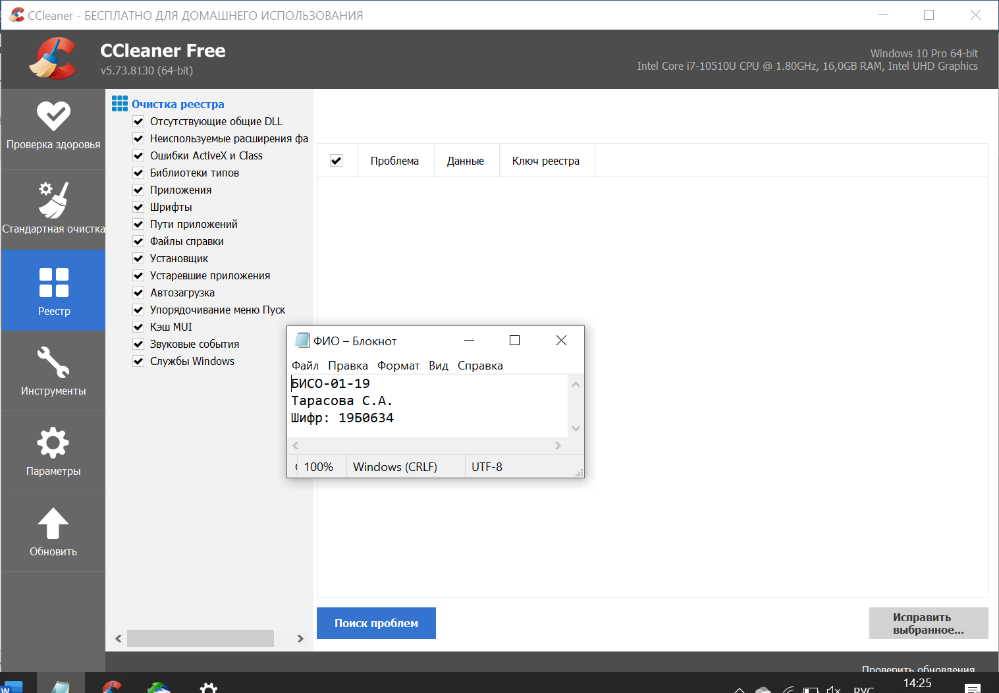 CCleaner - БЕСПЛАТНО ДЛЯ ДОМАШНЕГО ИСПОЛЬЗОВАНИЯ
CCleaner Free
v5.73.8130 (64-bit)
Windows 10 Pro 64-bit
Intel Core i7-10510U CPU @ 1.80GHz, 16,0GB RAM, Intel UHD Graphics
Проверка здоровья
Стандартная очистка
Реестр
Инструменты
Параметры
Обновить
Очистка реестра
Отсутствующие общие DLL
Неиспользуемые расширения фа
Ошибки ActiveX и Class
Библиотеки типов
Приложения
Шрифты
Пути приложений
Файлы справки
Установщик
Устаревшие приложения
Автозагрузка
Упорядочивание меню Пуск
Кэш MUI
Звуковые события
Службы Windows
Проблема Данные Ключ реестра
ФИО – Блокнот
Файл Правка Формат Вид Справка
БИСО-01-19
Тарасова С.А.
Шифр: 19Б0634
100% Windows (CRLF) UTF-8
Поиск проблем
Исправить
выбранное...
Проверить обновления
W
РУС
14:25